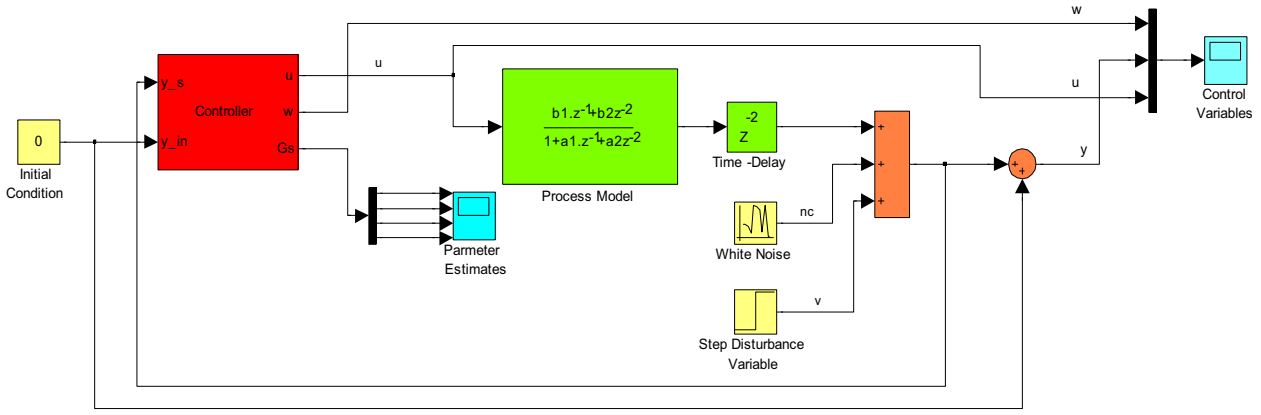 w
u
u
y_s
Controller
u
w
y_in
Gs
0
Initial
Condition
b1.z-1+b2z-2
1+a1.z-1+a2z-2
Process Model
-2
Z
Time -Delay
+
+
+
+
+
y
Control
Variables
Parmeter
Estimates
nc
White Noise
v
Step Disturbance
Variable